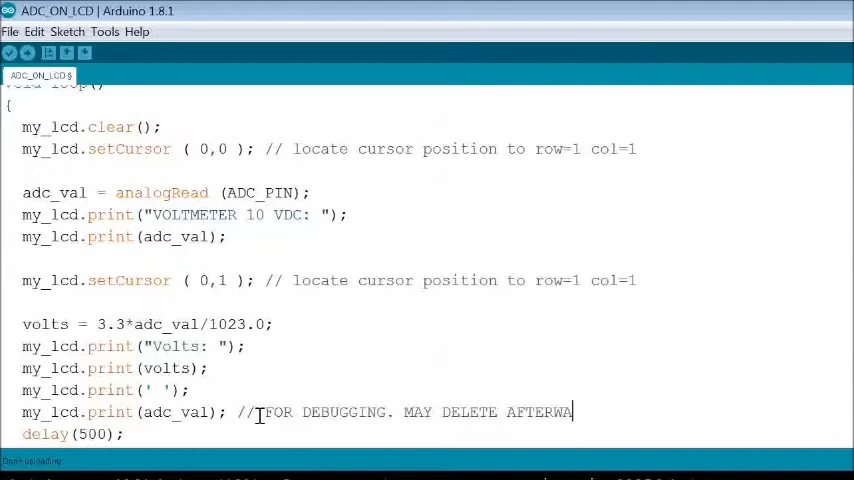 ADC_ON_LCD | Arduino 1.8.1
File Edit Sketch Tools Help
ADC_ON_LCD §
void loop()
{
my_lcd.clear();
my_lcd.setCursor ( 0,0 ); // locate cursor position to row=1 col=1
adc_val = analogRead (ADC_PIN);
my_lcd.print("VOLTMETER 10 VDC: ");
my_lcd.print(adc_val);
my_lcd.setCursor ( 0,1 ); // locate cursor position to row=1 col=1
volts = 3.3*adc_val/1023.0;
my_lcd.print("Volts: ");
my_lcd.print(volts);
my_lcd.print(' ');
my_lcd.print(adc_val); // FOR DEBUGGING. MAY DELETE AFTERWA
delay(500);
Done uploading.